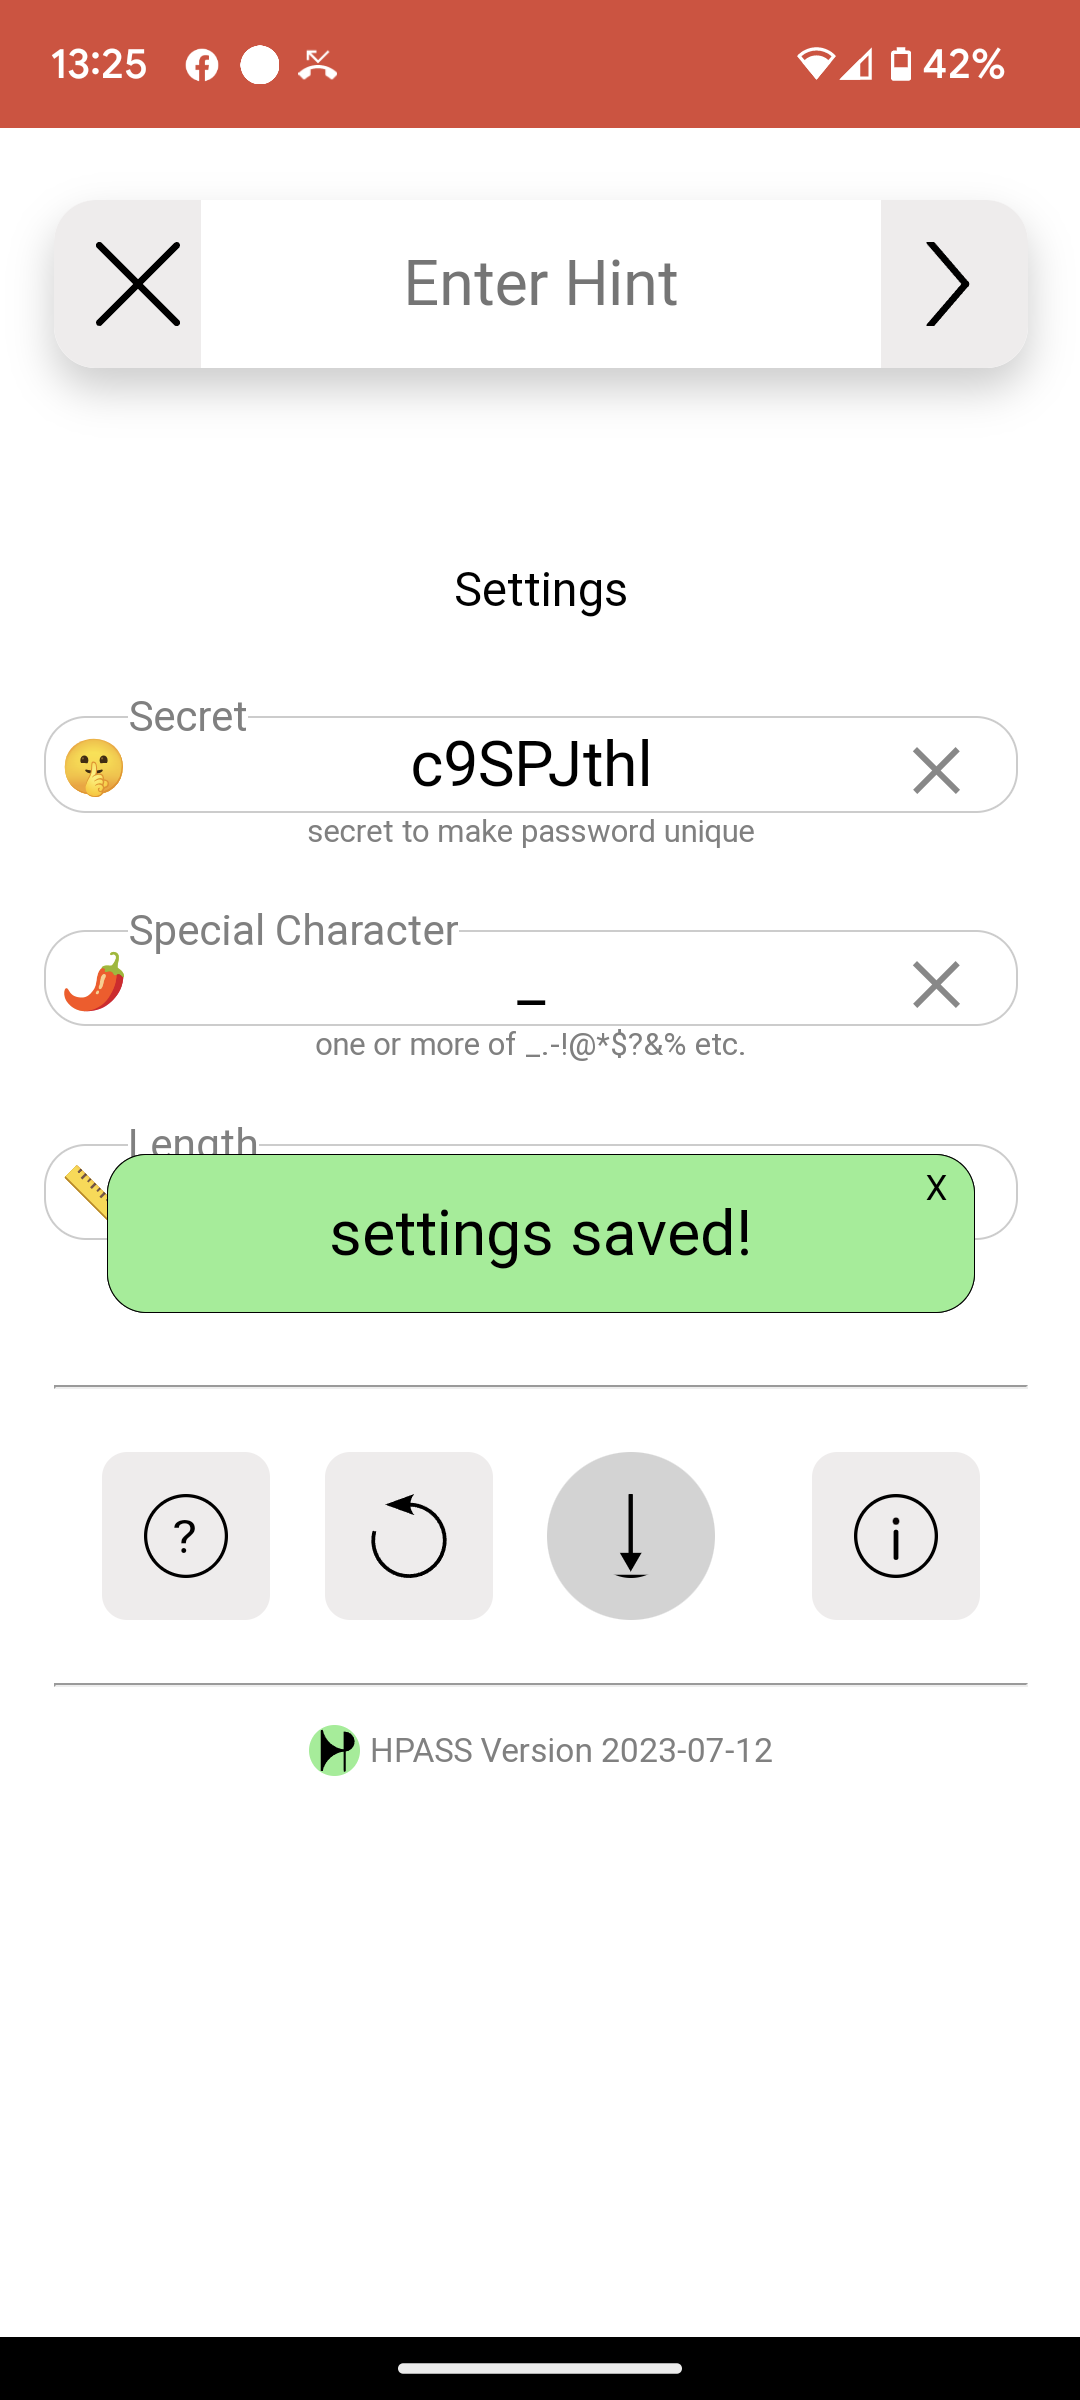 13:25 42%
Enter Hint
Settings
Secret
c9SPJthl
secret to make password unique
Special Character
_
one or more of _.-!@*$?&% etc.
Length
X
settings saved!
?
i
HPASS Version 2023-07-12